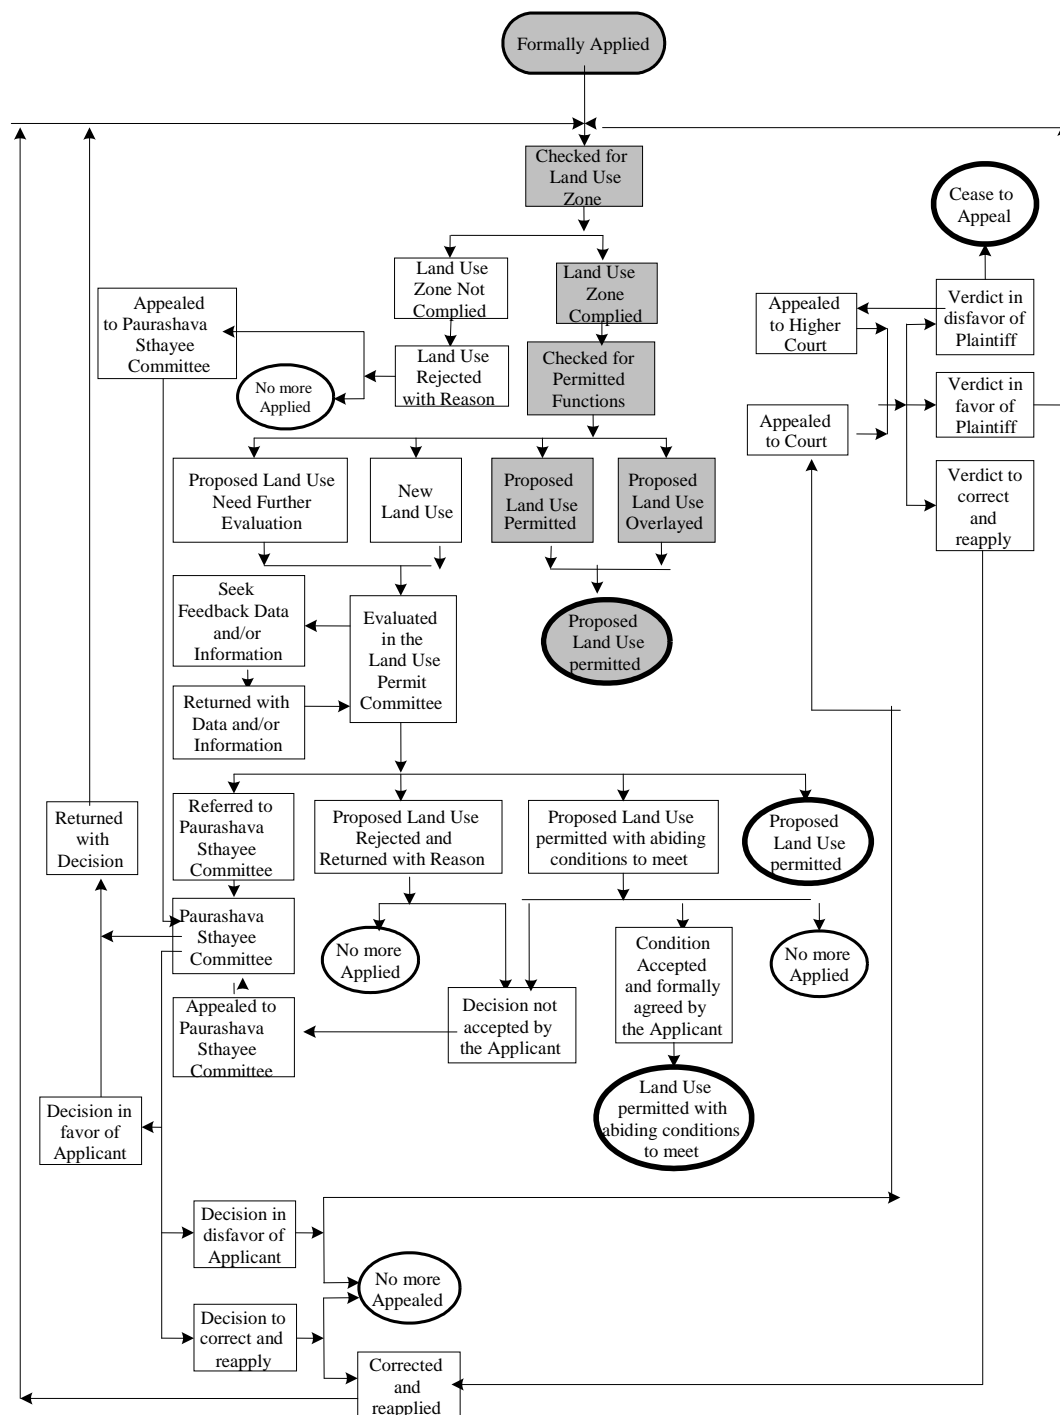 Formally Applied
Checked for
Land Use
Zone
Cease to
Appeal
Land Use
Zone Not
Complied
Land Use
Zone
Complied
Appealed
to Paurashava
Sthayee
Committee
Appealed
to Higher
Court
Verdict in
disfavor of
Plaintiff
Land Use
Rejected
with Reason
Checked for
Permitted
Functions
No more
Applied
Verdict in
favor of
Plaintiff
Appealed
to Court
Proposed Land Use
Need Further
Evaluation
New
Land Use
Proposed
Land Use
Permitted
Proposed
Land Use
Overlayed
Verdict to
correct
and
reapply
Seek
Feedback Data
and/or
Information
Evaluated
in the
Land Use
Permit
Committee
Proposed
Land Use
permitted
Returned with
Data and/or
Information
Returned
with
Decision
Referred to
Paurashava
Sthayee
Committee
Proposed Land Use
Rejected and
Returned with Reason
Proposed Land Use
permitted with abiding
conditions to meet
Proposed
Land Use
permitted
Paurashava
Sthayee
Committee
No more
Applied
Condition
Accepted
and formally
agreed by
the Applicant
No more
Applied
Appealed to
Paurashava
Sthayee
Committee
Decision not
accepted by
the Applicant
Land Use
permitted with
abiding conditions
to meet
Decision in
favor of
Applicant
Decision in
disfavor of
Applicant
No more
Appealed
Decision to
correct and
reapply
Corrected
and
reapplied